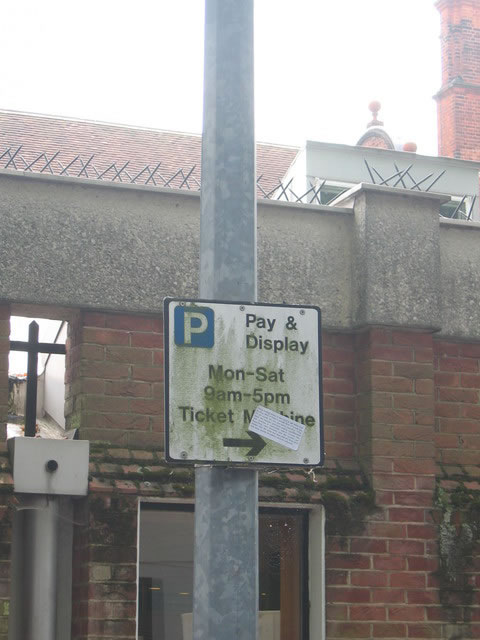 P Pay &
Display
Mon-Sat
9am-5pm
Ticket